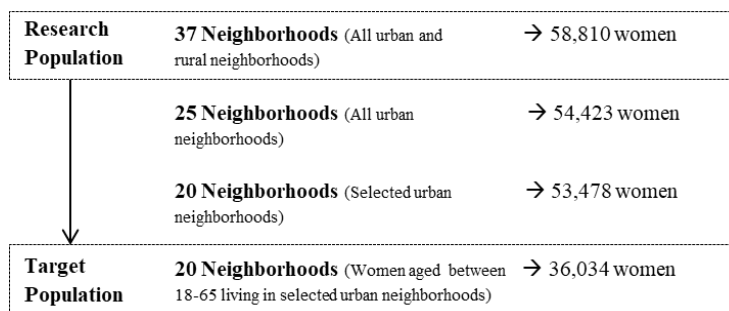 Research Population
37 Neighborhoods (All urban and rural neighborhoods) → 58,810 women
25 Neighborhoods (All urban neighborhoods) → 54,423 women
20 Neighborhoods (Selected urban neighborhoods) → 53,478 women
Target Population
20 Neighborhoods (Women aged between 18-65 living in selected urban neighborhoods) → 36,034 women